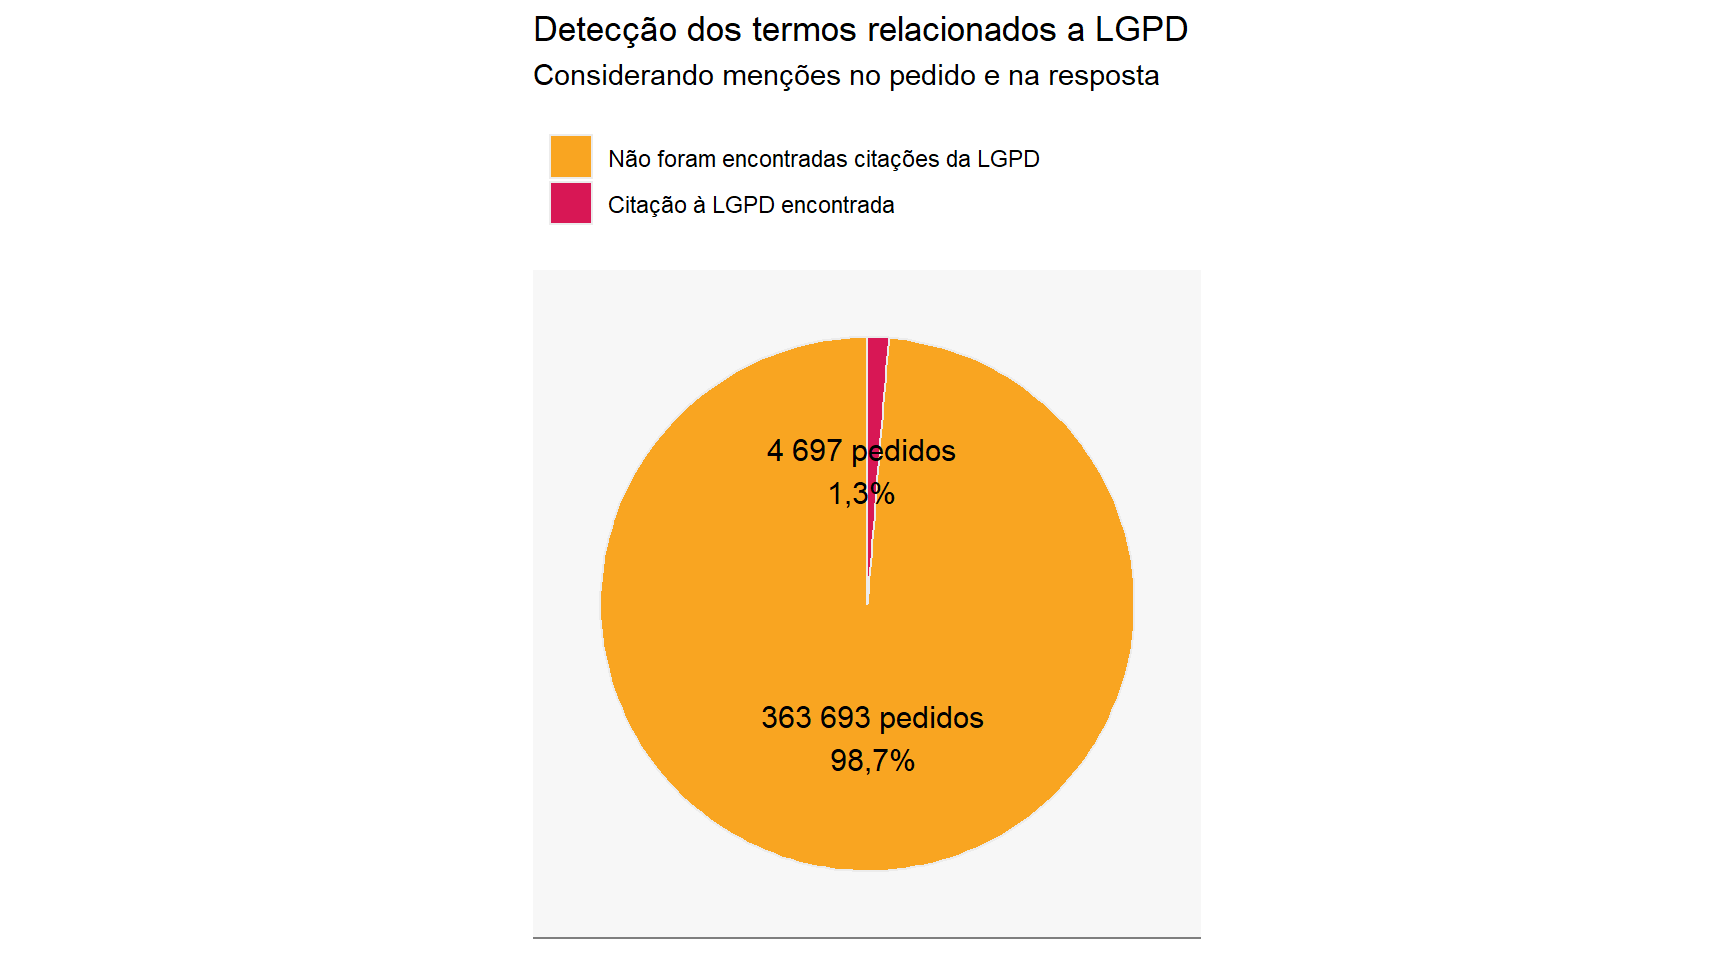 Detecção dos termos relacionados a LGPD
Considerando menções no pedido e na resposta
Não foram encontradas citações da LGPD
Citação à LGPD encontrada
4 697 pedidos
1,3%
363 693 pedidos
98,7%